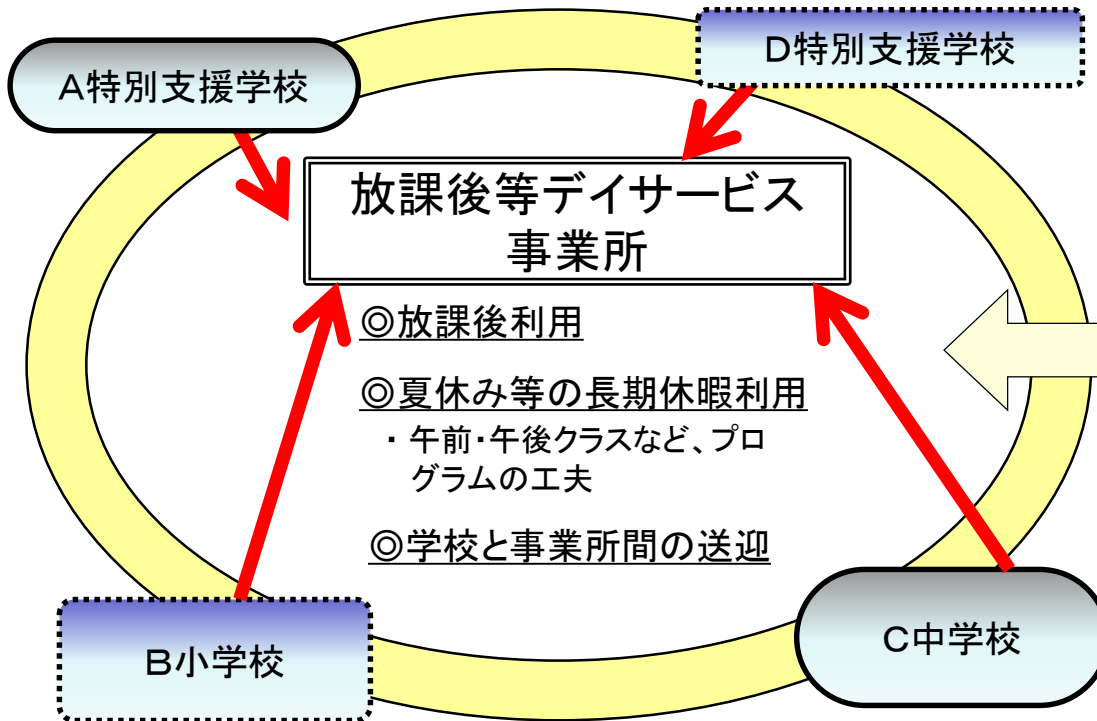 A特別支援学校
D特別支援学校
放課後等デイサービス
事業所
◎放課後利用
◎夏休み等の長期休暇利用
・ 午前・午後クラスなど、プロ
グラムの工夫
◎学校と事業所間の送迎
B小学校
C中学校